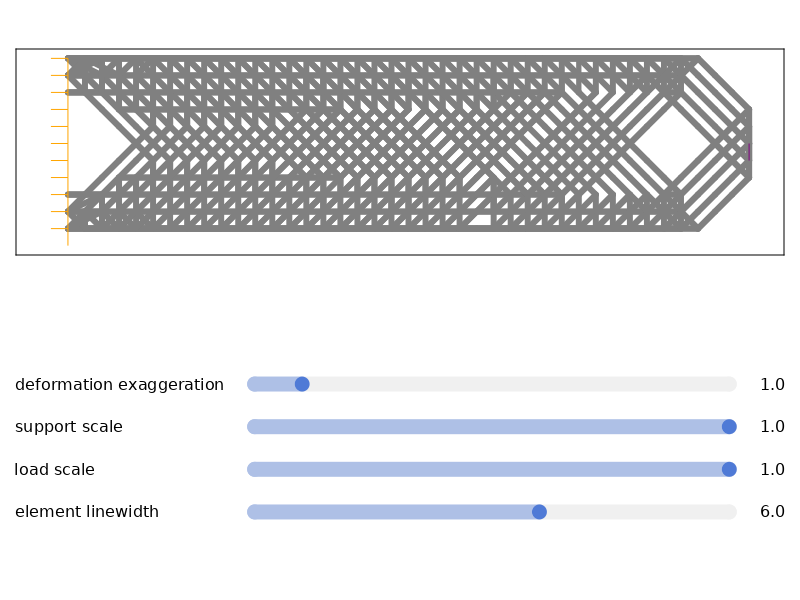 deformation exaggeration 1.0
support scale 1.0
load scale 1.0
element linewidth 6.0